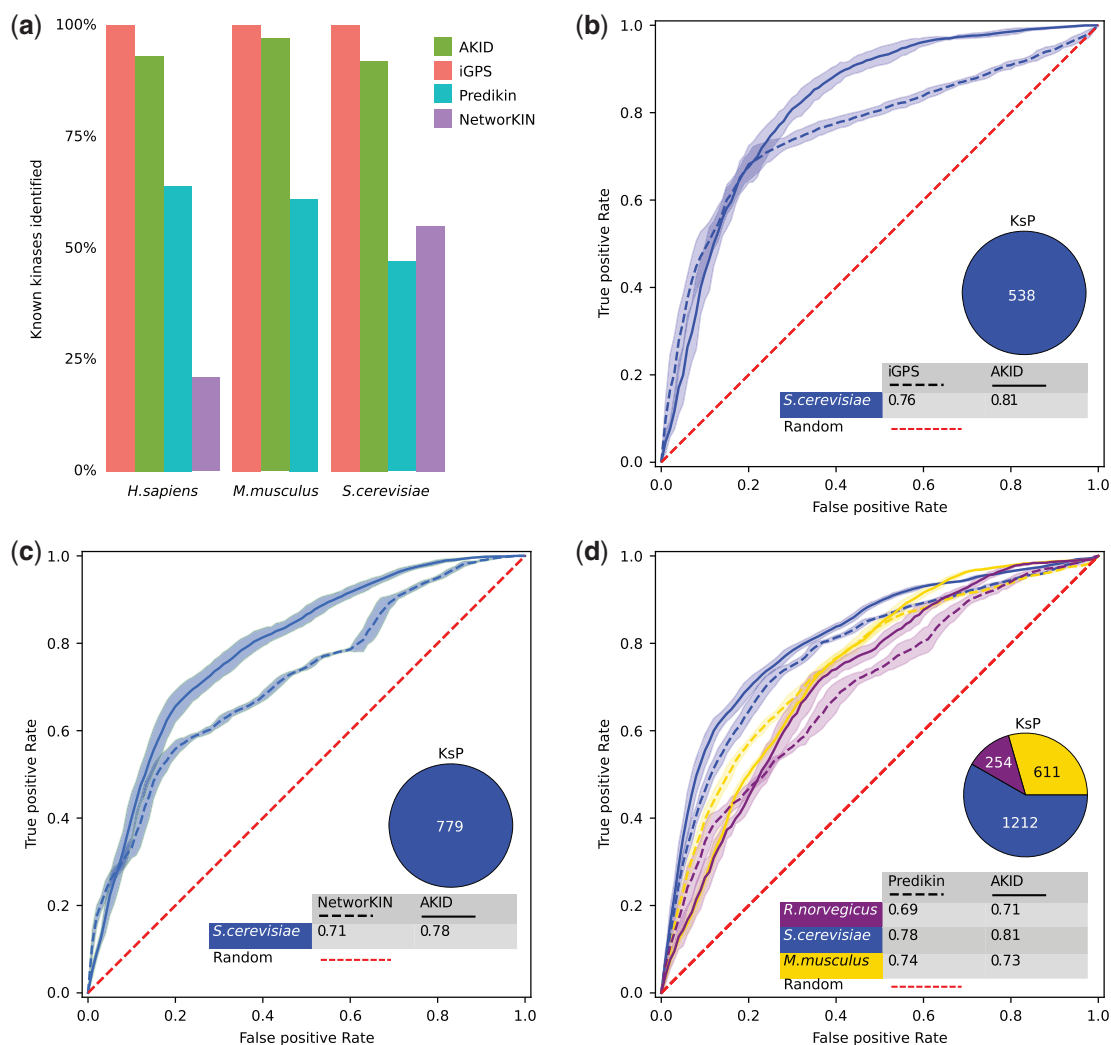 (a)
100%
75%
50%
25%
0%
Known kinases identified
AKID
iGPS
Predikin
NetworKIN
H.sapiens M.musculus S.cerevisiae
(b)
1.0
0.8
0.6
0.4
0.2
0.0
True positive Rate
KsP
538
iGPS AKID
S.cerevisiae 0.76 0.81
Random
0.0 0.2 0.4 0.6 0.8 1.0
False positive Rate
(c)
1.0
0.8
0.6
0.4
0.2
0.0
True positive Rate
KsP
779
NetworKIN AKID
S.cerevisiae 0.71 0.78
Random
0.0 0.2 0.4 0.6 0.8 1.0
False positive Rate
(d)
1.0
0.8
0.6
0.4
0.2
0.0
True positive Rate
KsP
254
611
1212
Predikin AKID
R.norvegicus 0.69 0.71
S.cerevisiae 0.78 0.81
M.musculus 0.74 0.73
Random
0.0 0.2 0.4 0.6 0.8 1.0
False positive Rate